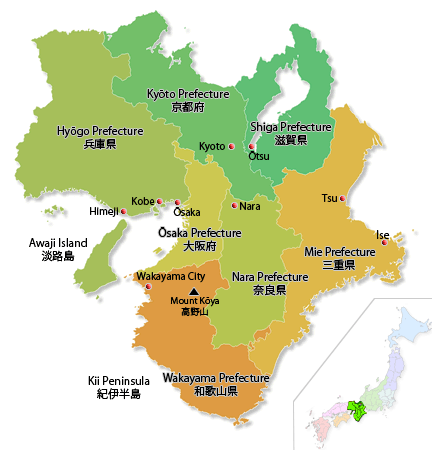 Kyōto Prefecture
京都府
Hyōgo Prefecture
兵庫県
Shiga Prefecture
滋賀県
Kyoto
Ōtsu
Kobe
Himeji
Ōsaka
Nara
Tsu
Ise
Awaji Island
淡路島
Ōsaka Prefecture
大阪府
Mie Prefecture
三重県
Wakayama City
Nara Prefecture
奈良県
Mount Kōya
高野山
Kii Peninsula
紀伊半島
Wakayama Prefecture
和歌山県